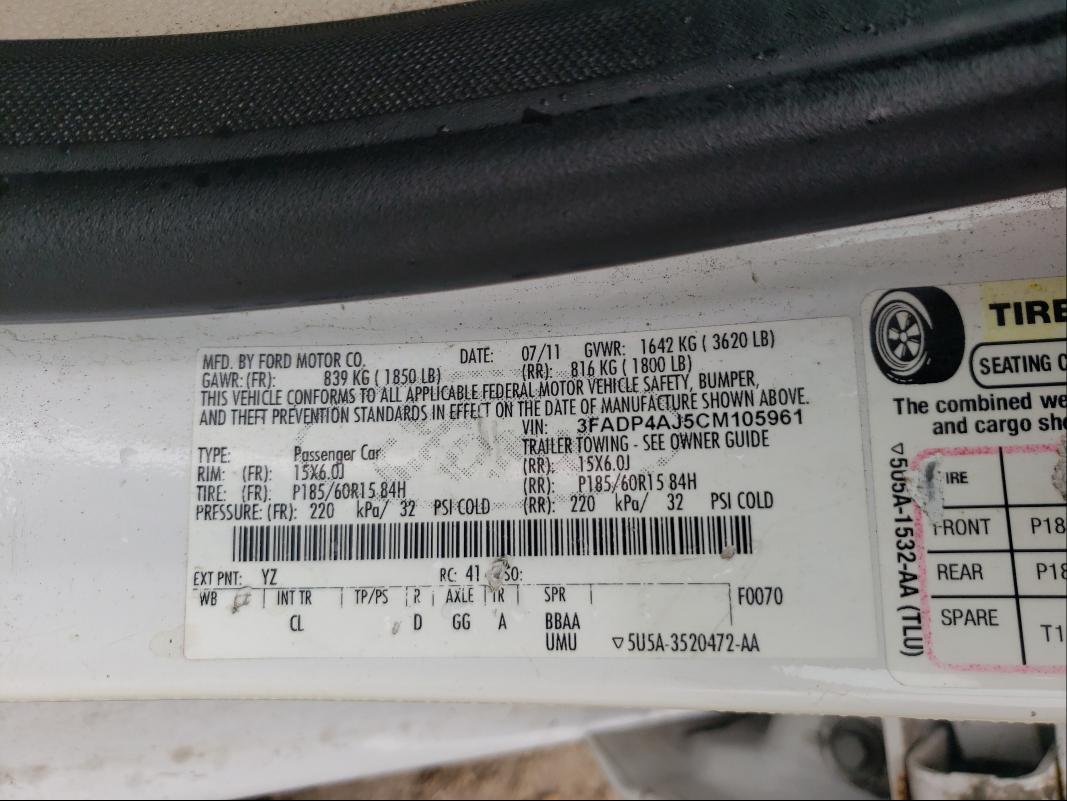 MFD. BY FORD MOTOR CO. DATE: 07/11 GVWR: 1642 KG ( 3620 LB)
GAWR: (FR): 839 KG ( 1850 LB) (RR): 816 KG ( 1800 LB)
THIS VEHICLE CONFORMS TO ALL APPLICABLE FEDERAL MOTOR VEHICLE SAFETY, BUMPER,
AND THEFT PREVENTION STANDARDS IN EFFECT ON THE DATE OF MANUFACTURE SHOWN ABOVE.
VIN: 3FADP4AJ5CM105961
TYPE: Passenger Car TRAILER TOWING - SEE OWNER GUIDE
RIM: (FR): 15X6.0J (RR): 15X6.0J
TIRE: (FR): P185/60R15 84H (RR): P185/60R15 84H
PRESSURE: (FR): 220 kPa/ 32 PSI COLD (RR): 220 kPa/ 32 PSI COLD
EXT PNT: YZ RC: 41 SO:
WB INT TR TP/PS R AXLE TR SPR F0070
CL D GG A BBAA
UMU ▽5U5A-3520472-AA
TIRE
SEATING C
The combined we
and cargo sho
▽5U5A-1532-AA (TLU)
IRE
FRONT P18
REAR P18
SPARE T1